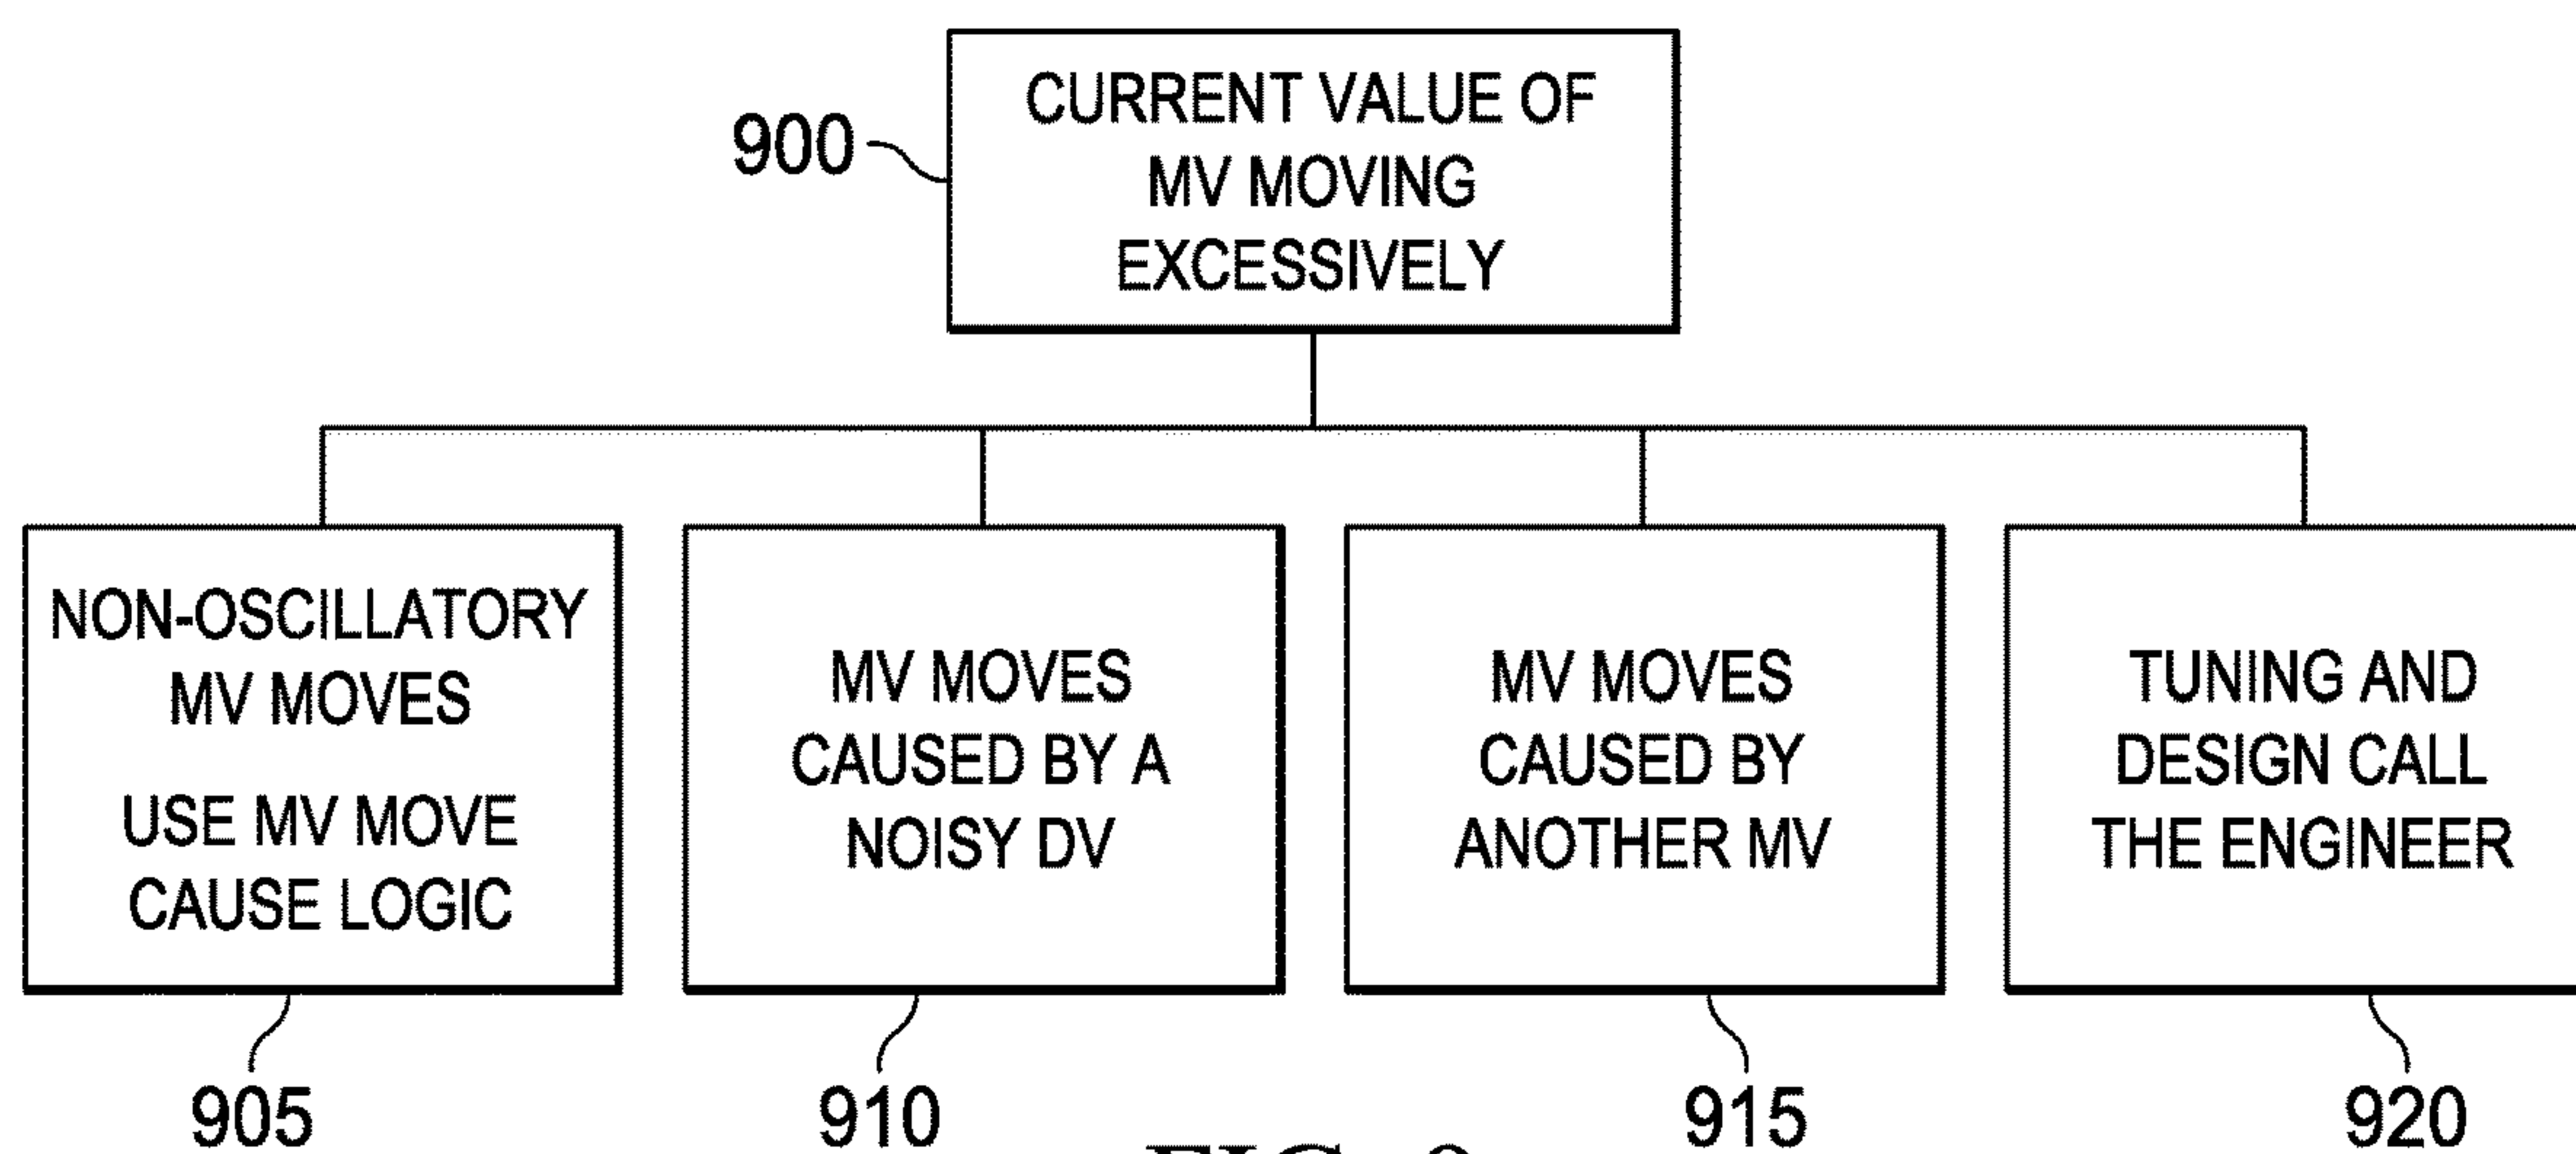 900
CURRENT VALUE OF
MV MOVING
EXCESSIVELY
NON-OSCILLATORY
MV MOVES
USE MV MOVE
CAUSE LOGIC
MV MOVES
CAUSED BY A
NOISY DV
MV MOVES
CAUSED BY
ANOTHER MV
TUNING AND
DESIGN CALL
THE ENGINEER
905
910
915
920